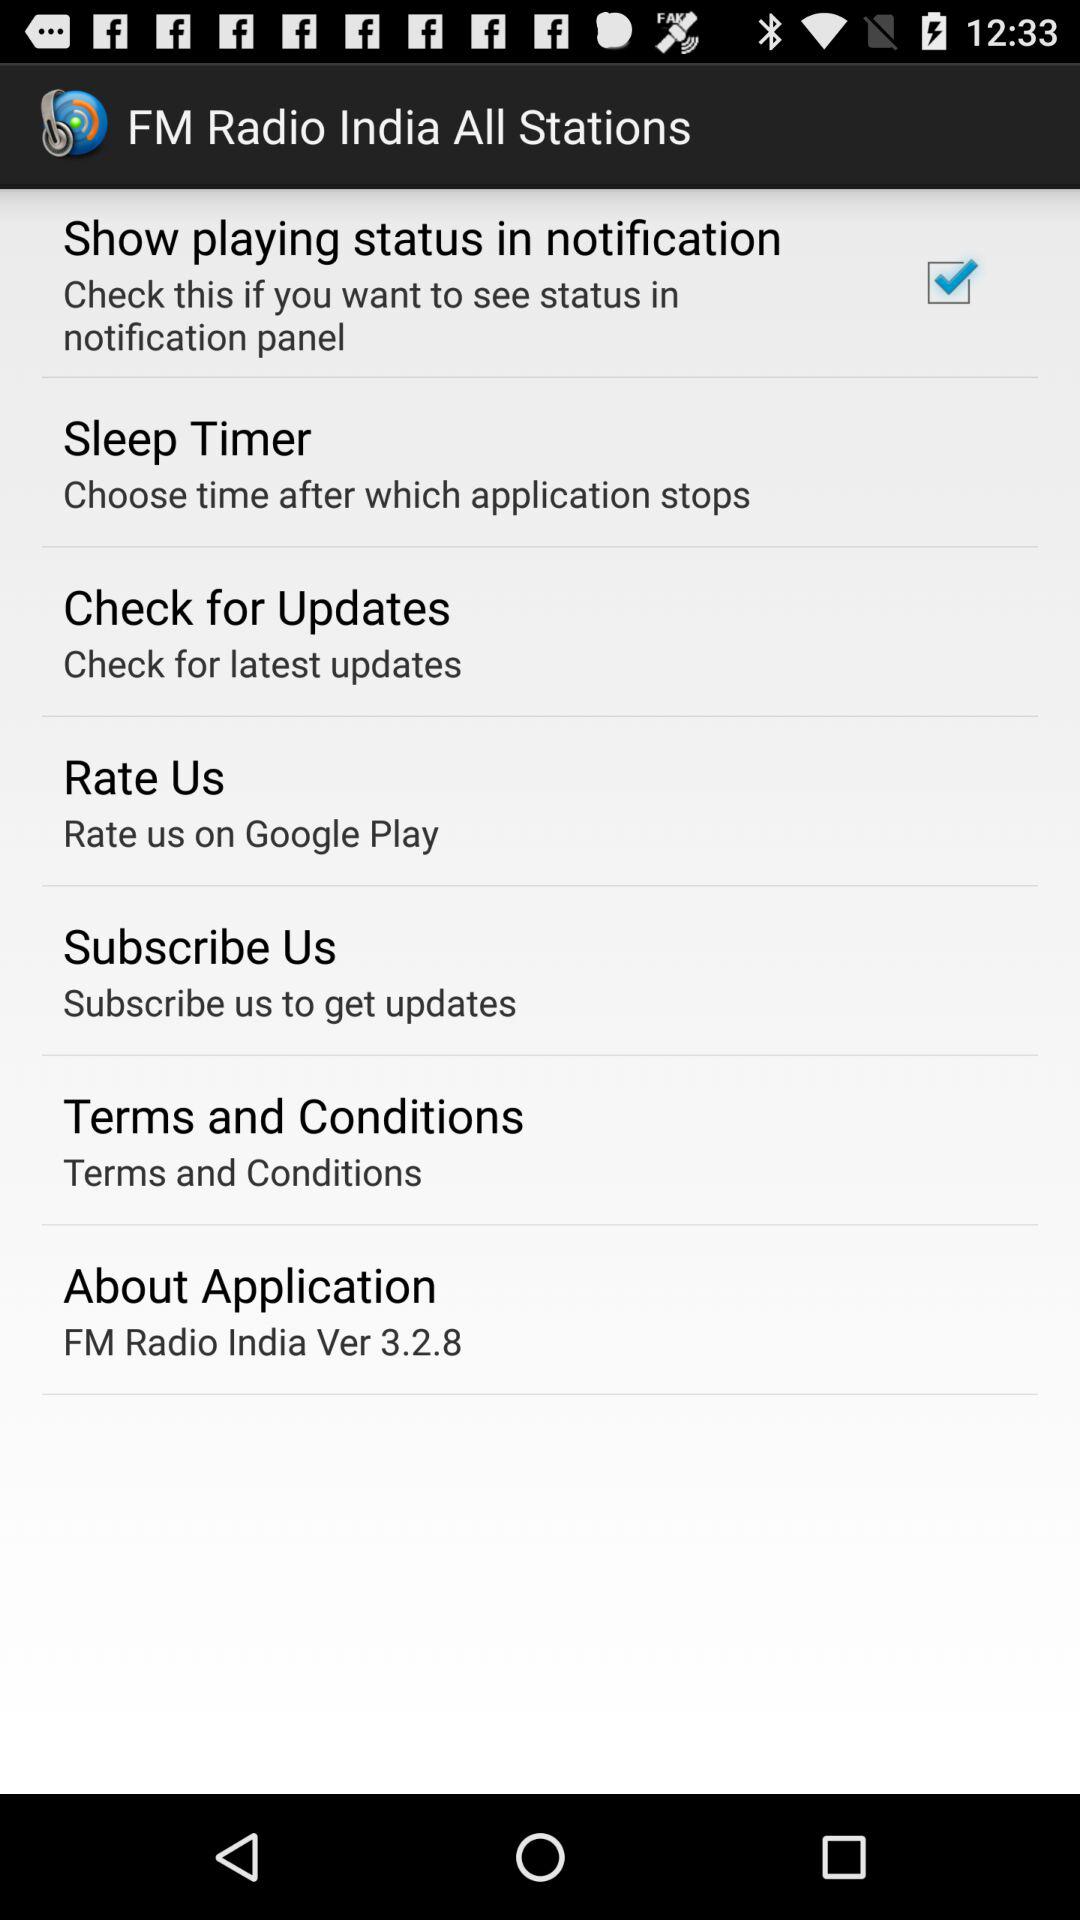 FAKE
12:33
FM Radio India All Stations
Show playing status in notification
Check this if you want to see status in
notification panel
Sleep Timer
Choose time after which application stops
Check for Updates
Check for latest updates
Rate Us
Rate us on Google Play
Subscribe Us
Subscribe us to get updates
Terms and Conditions
Terms and Conditions
About Application
FM Radio India Ver 3.2.8